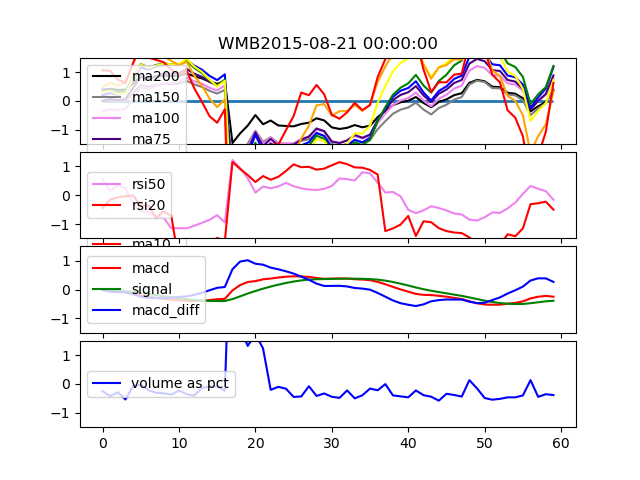 WMB2015-08-21 00:00:00
1
0
−1
ma200
ma150
ma100
ma75
1
0
−1
rsi50
rsi20
ma10
1
0
−1
macd
signal
macd_diff
1
0
−1
volume as pct
0 10 20 30 40 50 60